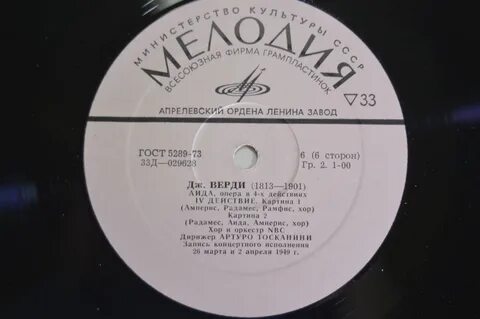 МИНИСТЕРСТВО КУЛЬТУРЫ СССР
МЕЛОДИЯ
ВСЕСОЮЗНАЯ ФИРМА ГРАМПЛАСТИНОК
▽33
АПРЕЛЕВСКИЙ ОРДЕНА ЛЕНИНА ЗАВОД
ГОСТ 5289-73
33Д—029628
6 (6 сторон)
Гр. 2. 1-00
Дж. ВЕРДИ (1813—1901)
АИДА, опера в 4-х действиях
IV ДЕЙСТВИЕ. Картина 1
(Амнерис, Радамес, Рамфис, хор)
Картина 2
(Радамес, Аида, Амнерис, хор)
Хор и оркестр NBC
Дирижер АРТУРО ТОСКАНИНИ
Запись концертного исполнения
26 марта и 2 апреля 1949 г.